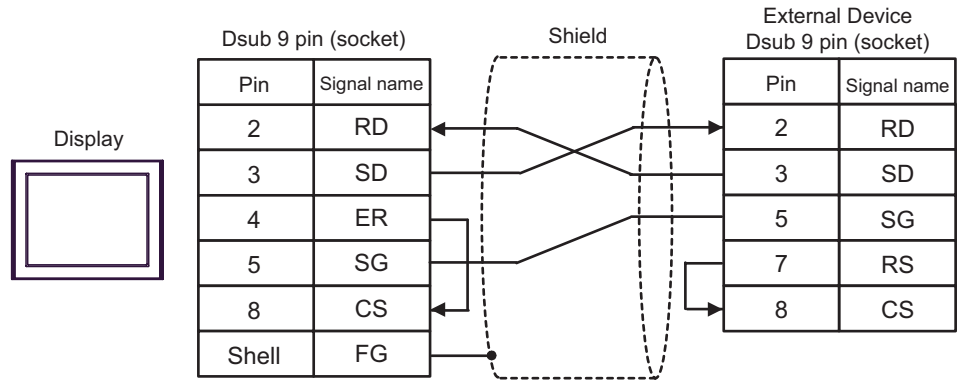 External Device
Dsub 9 pin (socket)
Shield
Dsub 9 pin (socket)
Pin Signal name
Pin Signal name
Display
2 RD
2 RD
3 SD
3 SD
4 ER
5 SG
5 SG
7 RS
8 CS
8 CS
Shell FG